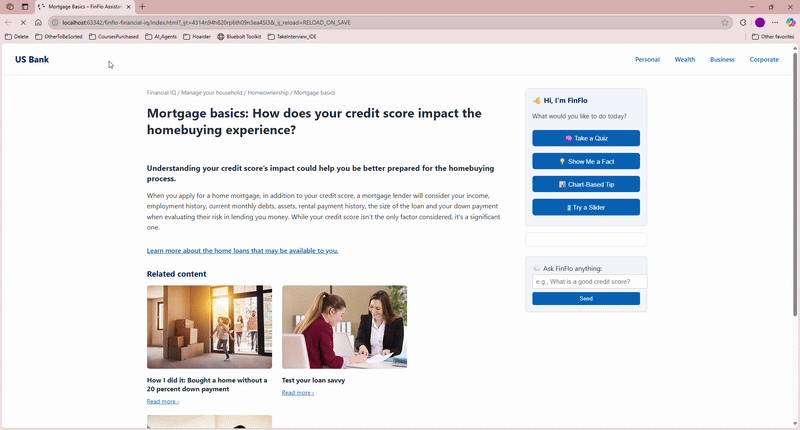 Mortgage Basics – FinFlo Assistan
localhost:63342/finflo-financial-iq/index.html?_ijt=4314n94h820rptith09n3ea45l3&_ij_reload=RELOAD_ON_SAVE
Delete
OtherToBeSorted
CoursesPurchased
AI_Agents
Hoarder
Bluebolt Toolkit
TakeInterview_IDE
Other favorites
US Bank
Personal
Wealth
Business
Corporate
Financial IQ / Manage your household / Homeownership / Mortgage basics
Mortgage basics: How does your credit score impact the
homebuying experience?
Understanding your credit score's impact could help you be better prepared for the homebuying
process.
When you apply for a home mortgage, in addition to your credit score, a mortgage lender will consider your income,
employment history, current monthly debts, assets, rental payment history, the size of the loan and your down payment
when evaluating their risk in lending you money. While your credit score isn't the only factor considered, it's a significant
one.
Learn more about the home loans that may be available to you.
Related content
How I did it: Bought a home without a
20 percent down payment
Read more ›
Test your loan savvy
Read more ›
Hi, I'm FinFlo
What would you like to do today?
Take a Quiz
Show Me a Fact
Chart-Based Tip
Try a Slider
Ask FinFlo anything:
e.g., What is a good credit score?
Send